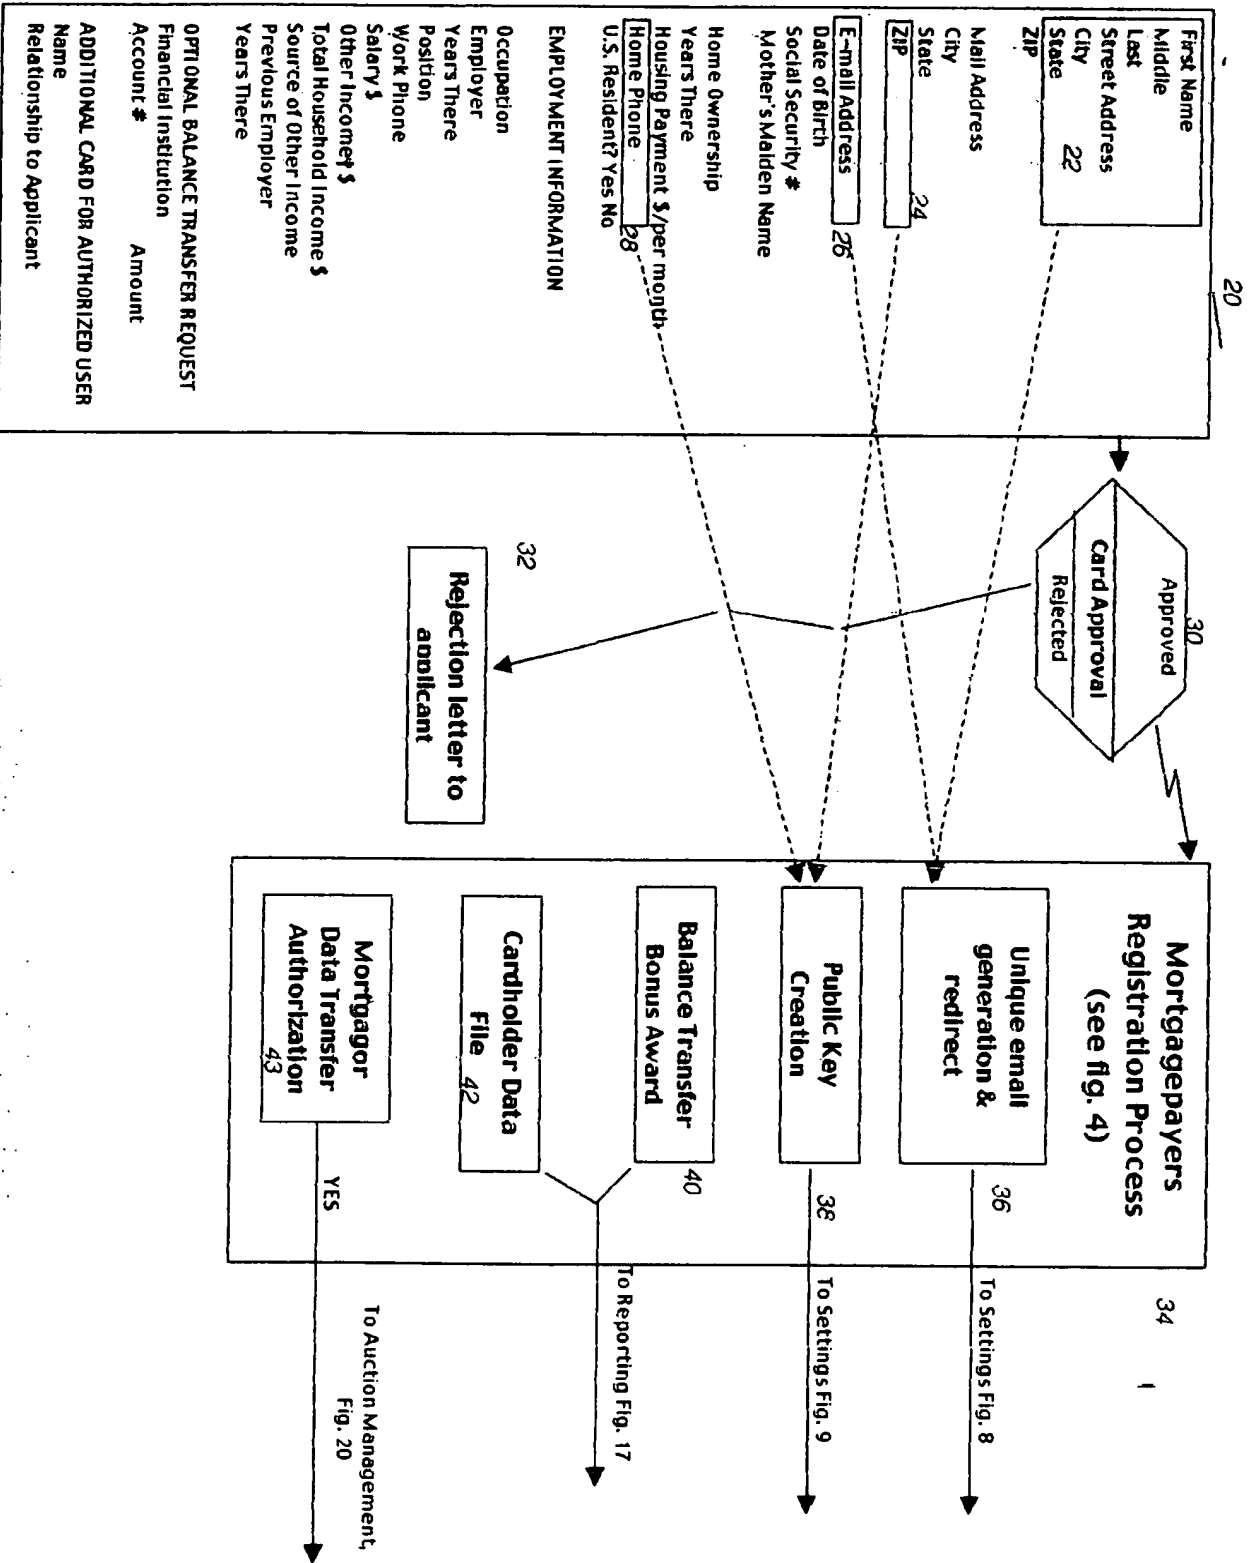 20
First Name
Middle
Last
Street Address
City 22
State
ZIP
Mail Address
City
State 24
ZIP
E-mail Address 26
Date of Birth
Social Security #
Mother's Maiden Name
Home Ownership
Years There
Housing Payment $/per month
Home Phone 28
U.S. Resident? Yes No
EMPLOYMENT INFORMATION
Occupation
Employer
Years There
Position
Work Phone
Salary $
Other Income $
Total Household Income $
Source of Other Income
Previous Employer
Years There
OPTIONAL BALANCE TRANSFER REQUEST
Financial Institution
Account # Amount
ADDITIONAL CARD FOR AUTHORIZED USER
Name
Relationship to Applicant
30
Approved
Card Approval
Rejected
32
Rejection letter to
applicant
34
Mortgagepayers
Registration Process
(see fig. 4)
Unique email
generation &
redirect
36
To Settings Fig. 8
Public Key
Creation
38
To Settings Fig. 9
Balance Transfer
Bonus Award
40
Cardholder Data
File 42
To Reporting Fig. 17
Mortgagor
Data Transfer
Authorization
43
YES
To Auction Management,
Fig. 20